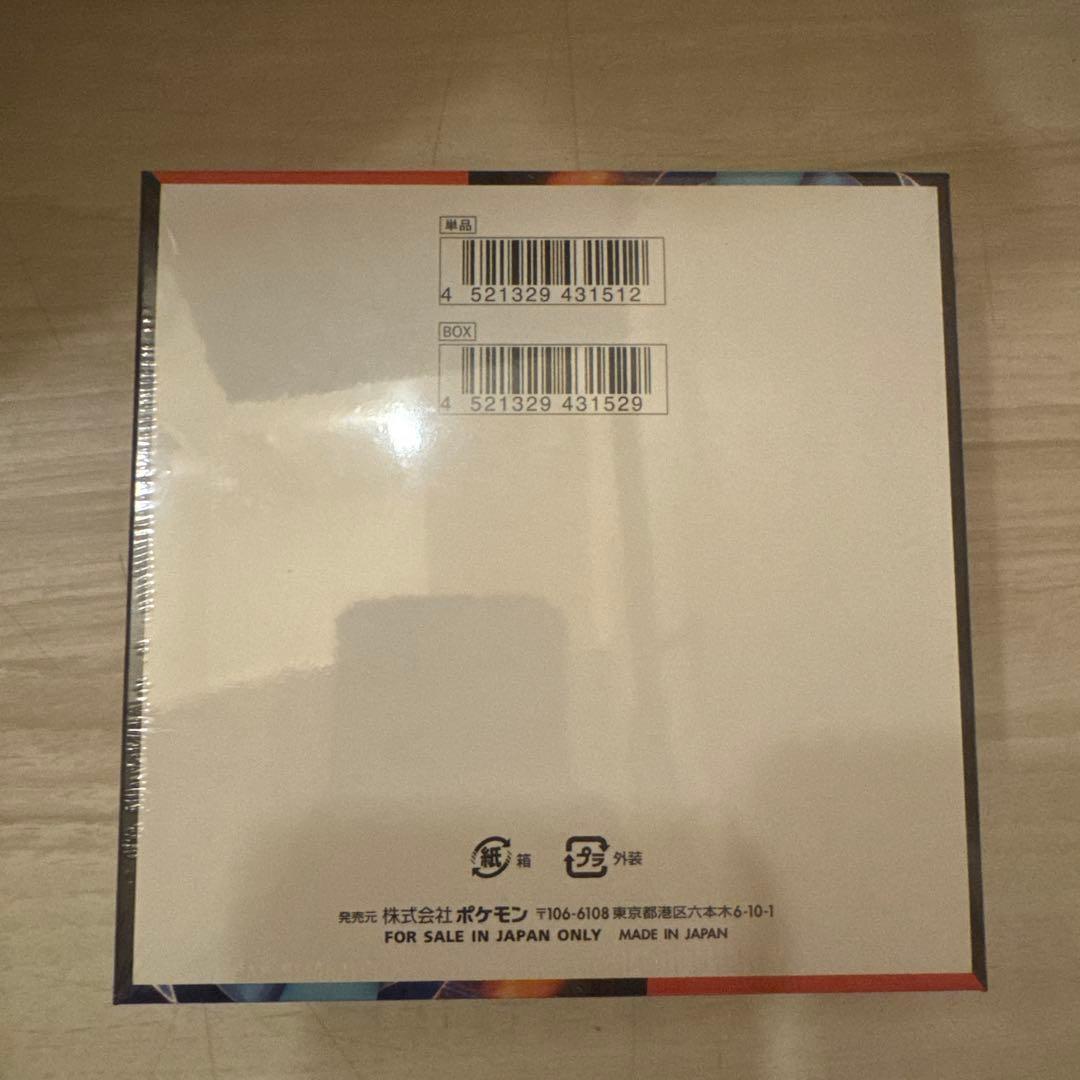 単品
4 521329 431512
BOX
4 521329 431529
紙 箱 プラ 外装
発売元 株式会社 ポケモン 〒106-6108 東京都港区六本木6-10-1
FOR SALE IN JAPAN ONLY MADE IN JAPAN